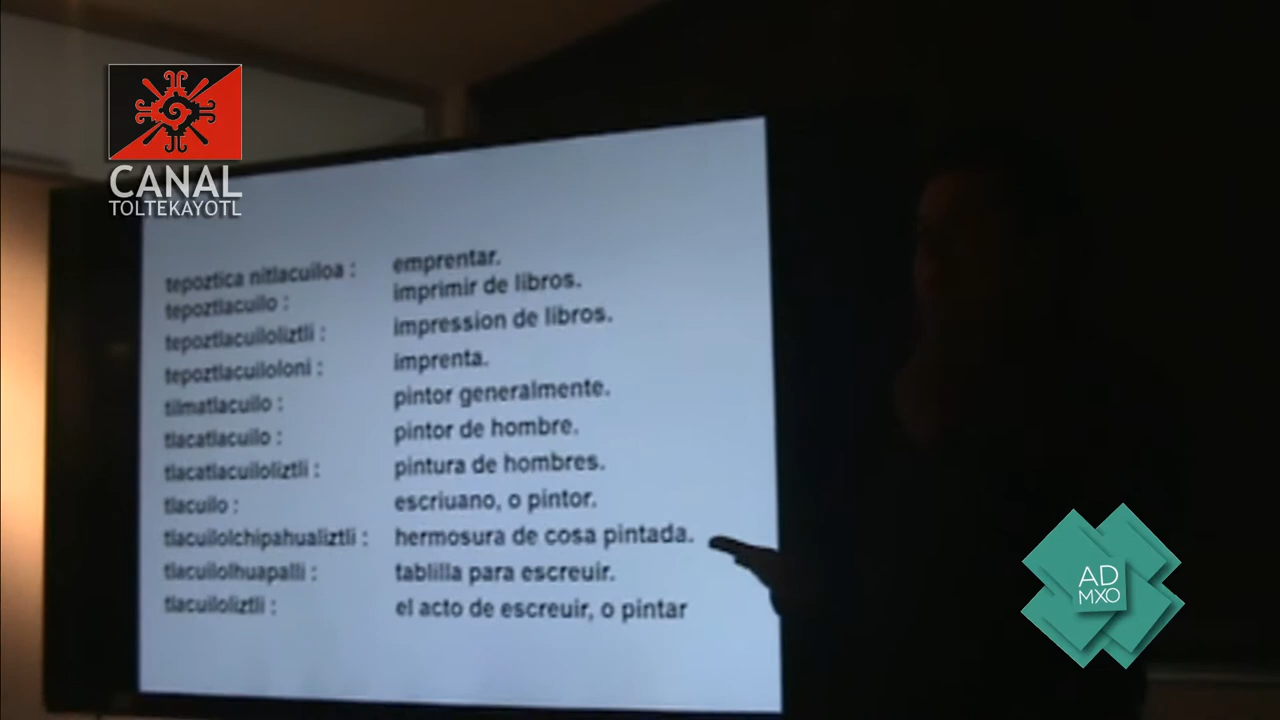 CANAL
TOLTEKAYOTL
tepoztica nitlacuiloa : emprentar.
tepoztlacuilo : imprimir de libros.
tepoztlacuiloliztli : impression de libros.
tepoztlacuiloloni : imprenta.
tilmatlacuilo : pintor generalmente.
tlacatlacuilo : pintor de hombre.
tlacatlacuiloliztli : pintura de hombres.
tlacuilo : escriuano, o pintor.
tlacuilolchipahualiztli : hermosura de cosa pintada.
tlacuilolhuapalli : tablilla para escreuir.
tlacuiloliztli : el acto de escreuir, o pintar
AD
MXO